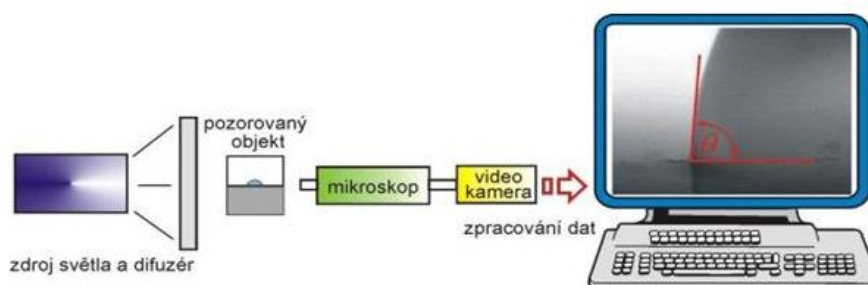 pozorovaný
objekt
mikroskop
video
kamera
zpracování dat
zdroj světla a difuzér